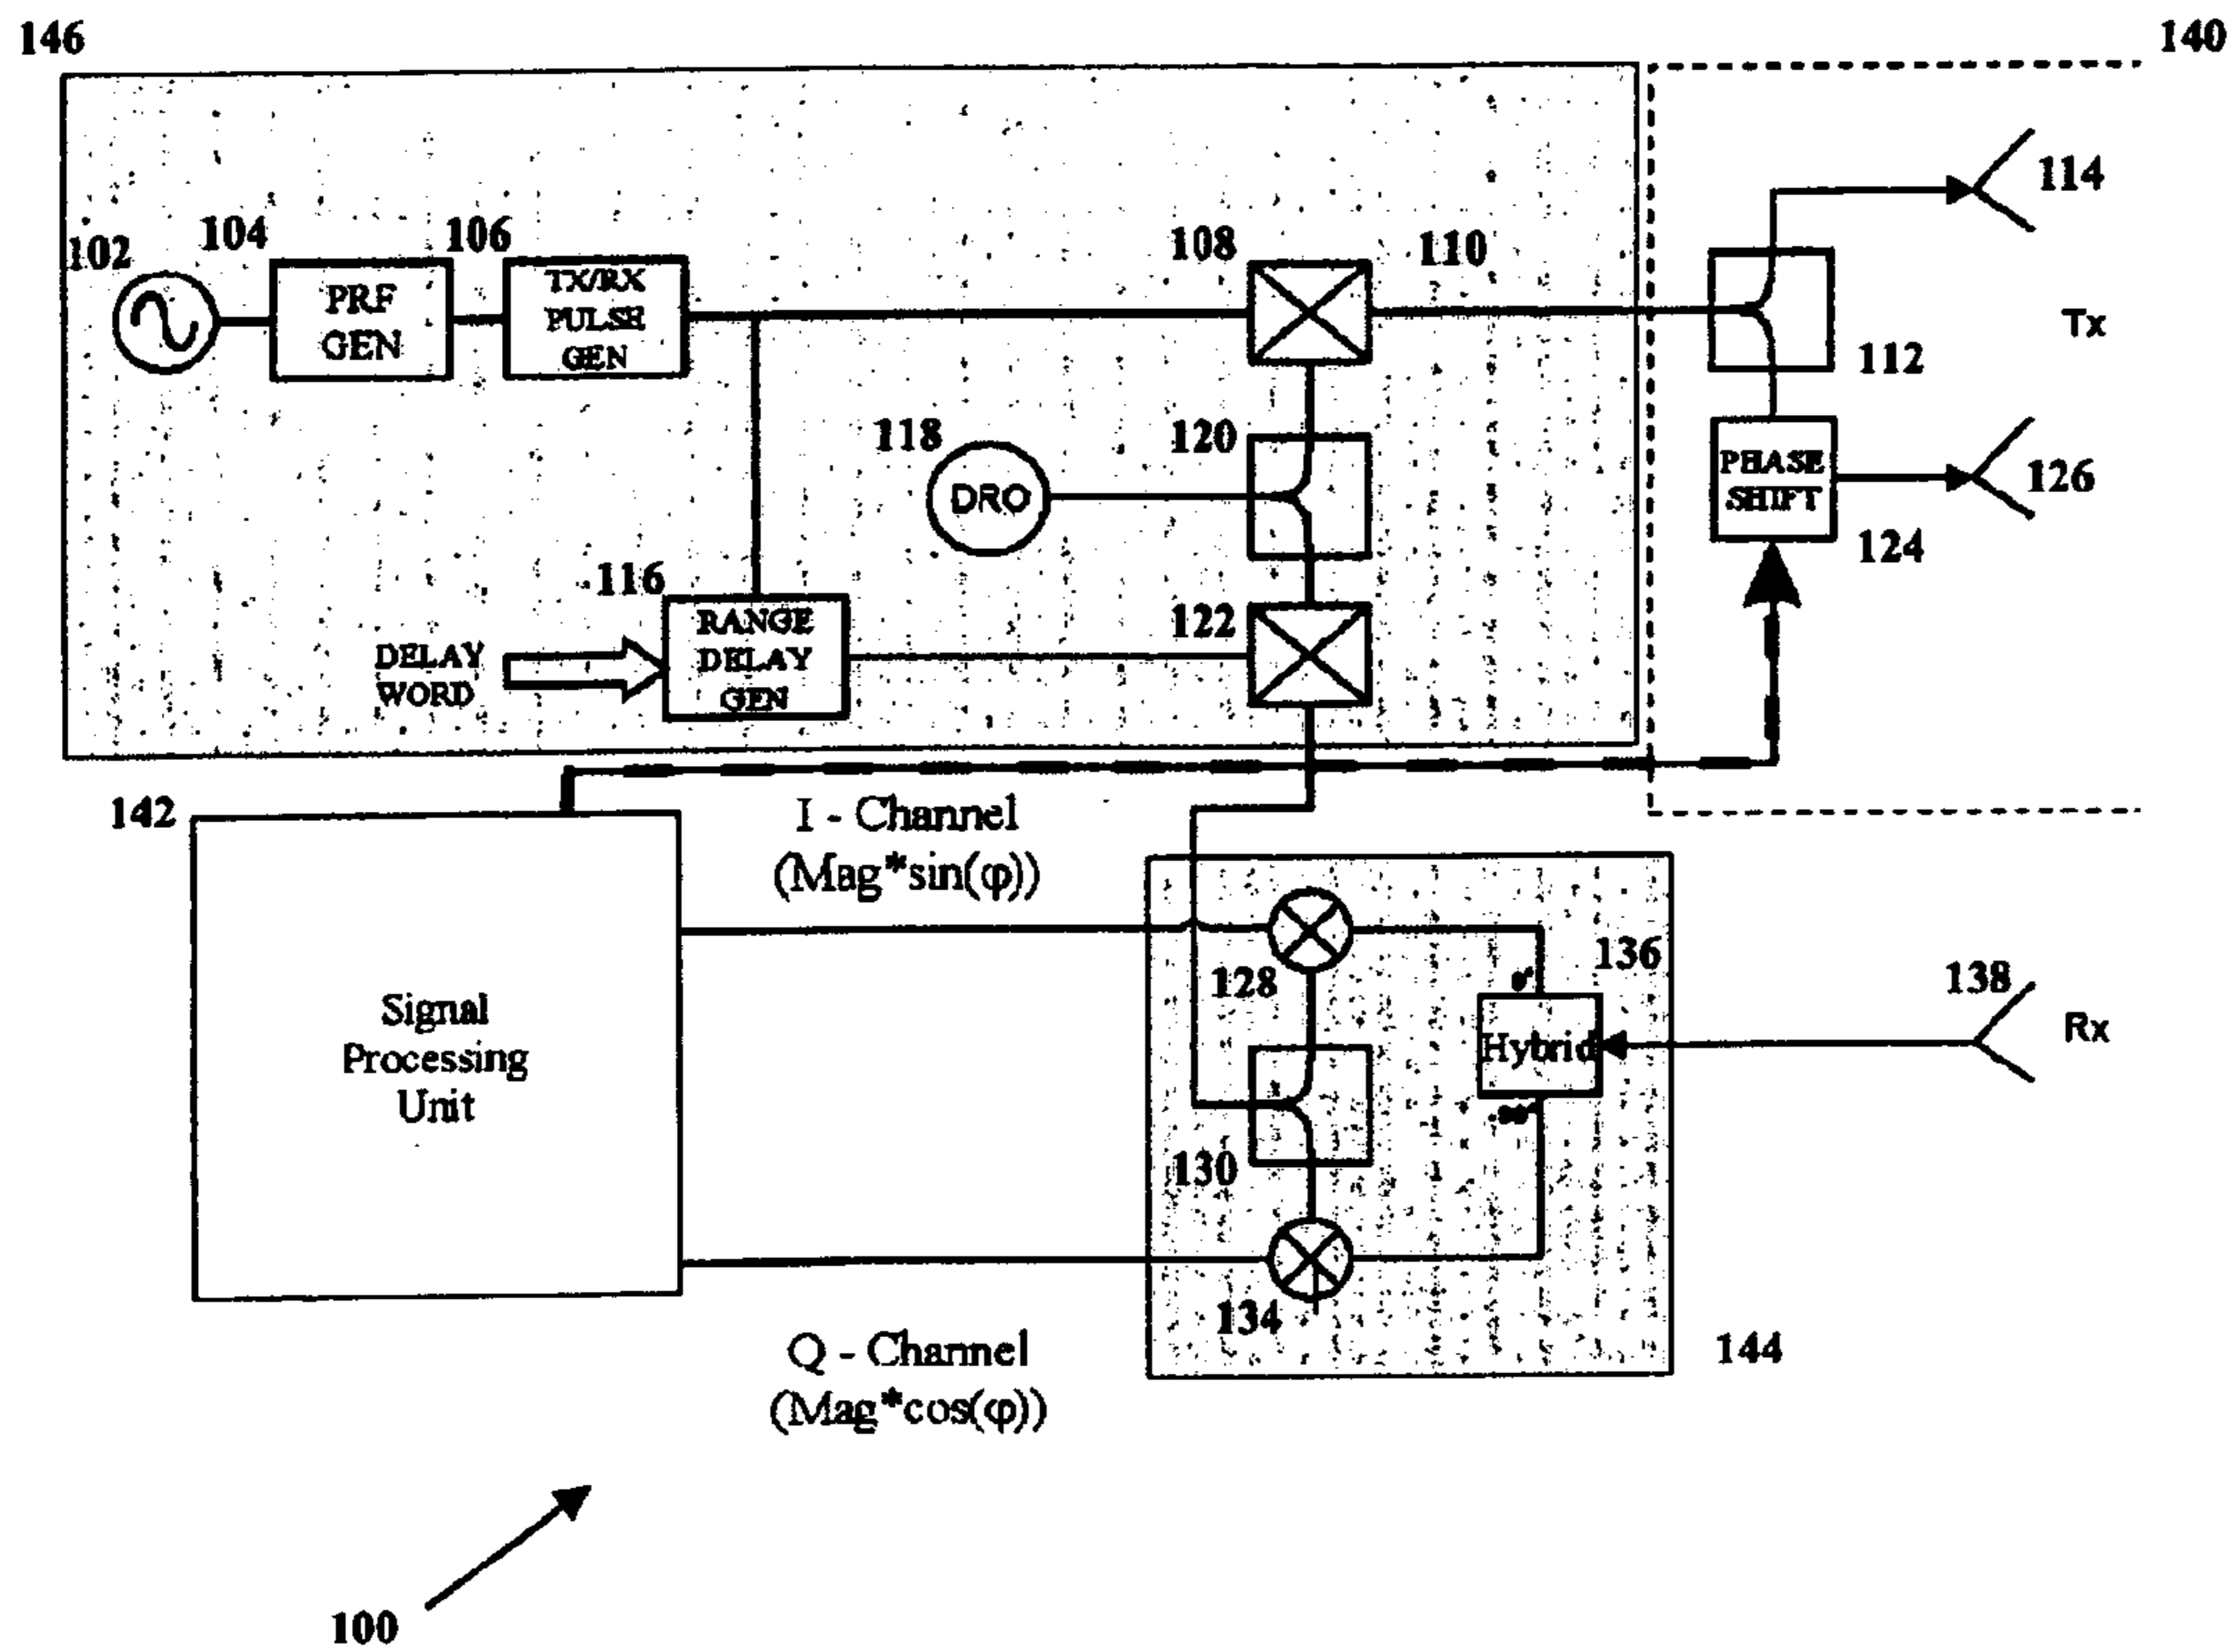 146
140
114
102
104
106
108
110
PRF
GEN
TX/RX
PULSE
GEN
Tx
112
118
120
DRO
PHASE
SHIFT
126
124
116
RANGE
DELAY
GEN
122
DELAY
WORD
142
I - Channel
(Mag*sin(φ))
136
128
0°
138
Signal
Processing
Unit
Hybrid
Rx
130
134
144
Q - Channel
(Mag*cos(φ))
100